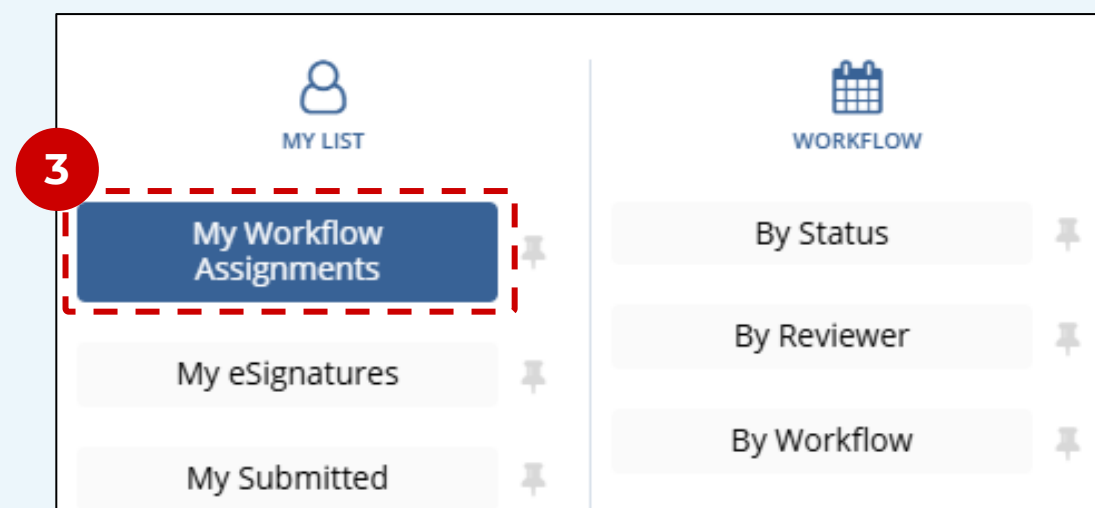 MY LIST
3
My Workflow
Assignments
My eSignatures
My Submitted
WORKFLOW
By Status
By Reviewer
By Workflow